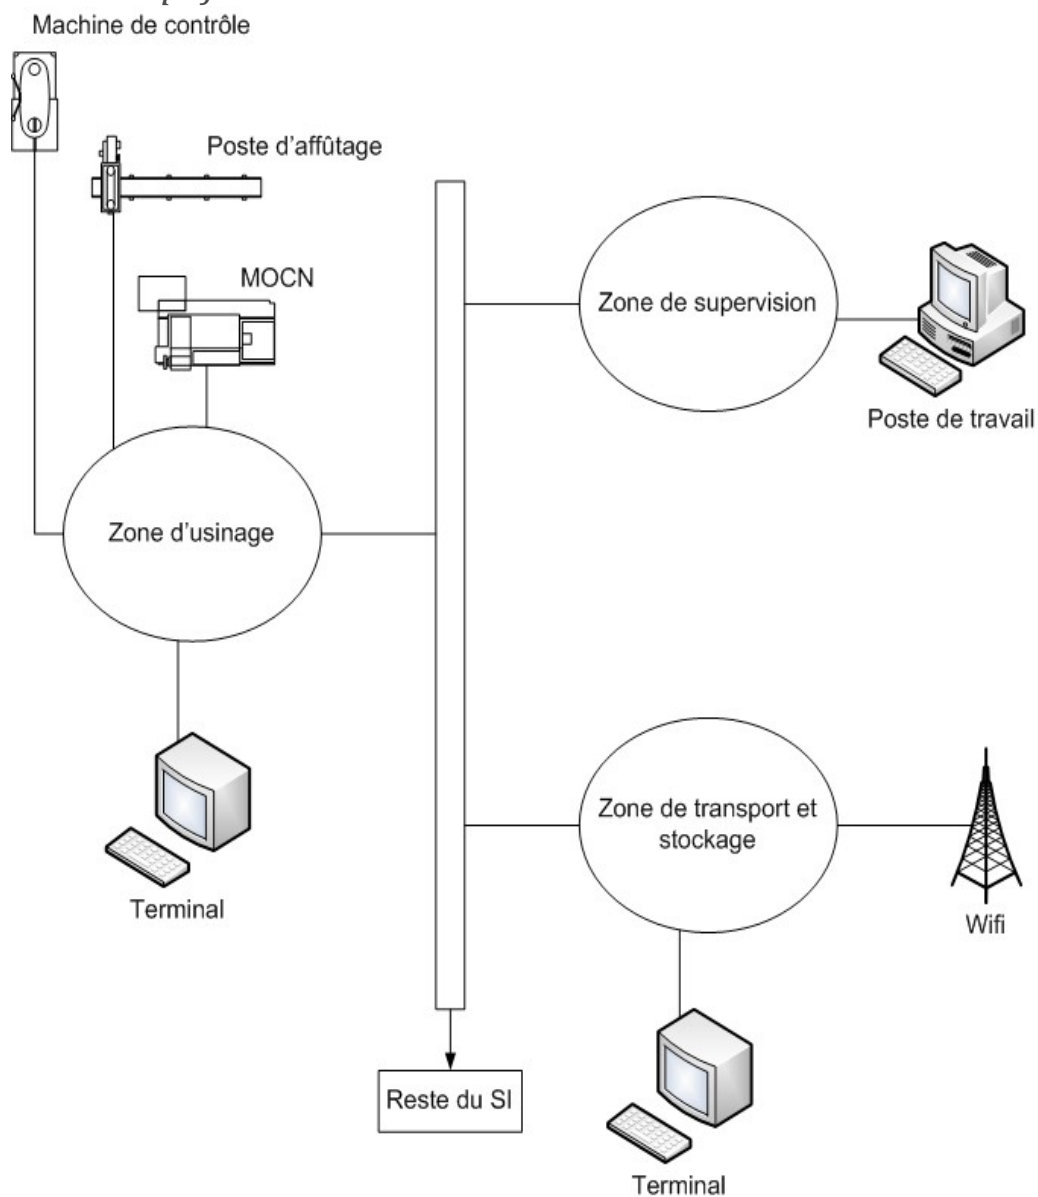 Machine de contrôle
Poste d'affûtage
MOCN
Zone de supervision
Poste de travail
Zone d'usinage
Zone de transport et
stockage
Terminal
Wifi
Reste du SI
Terminal